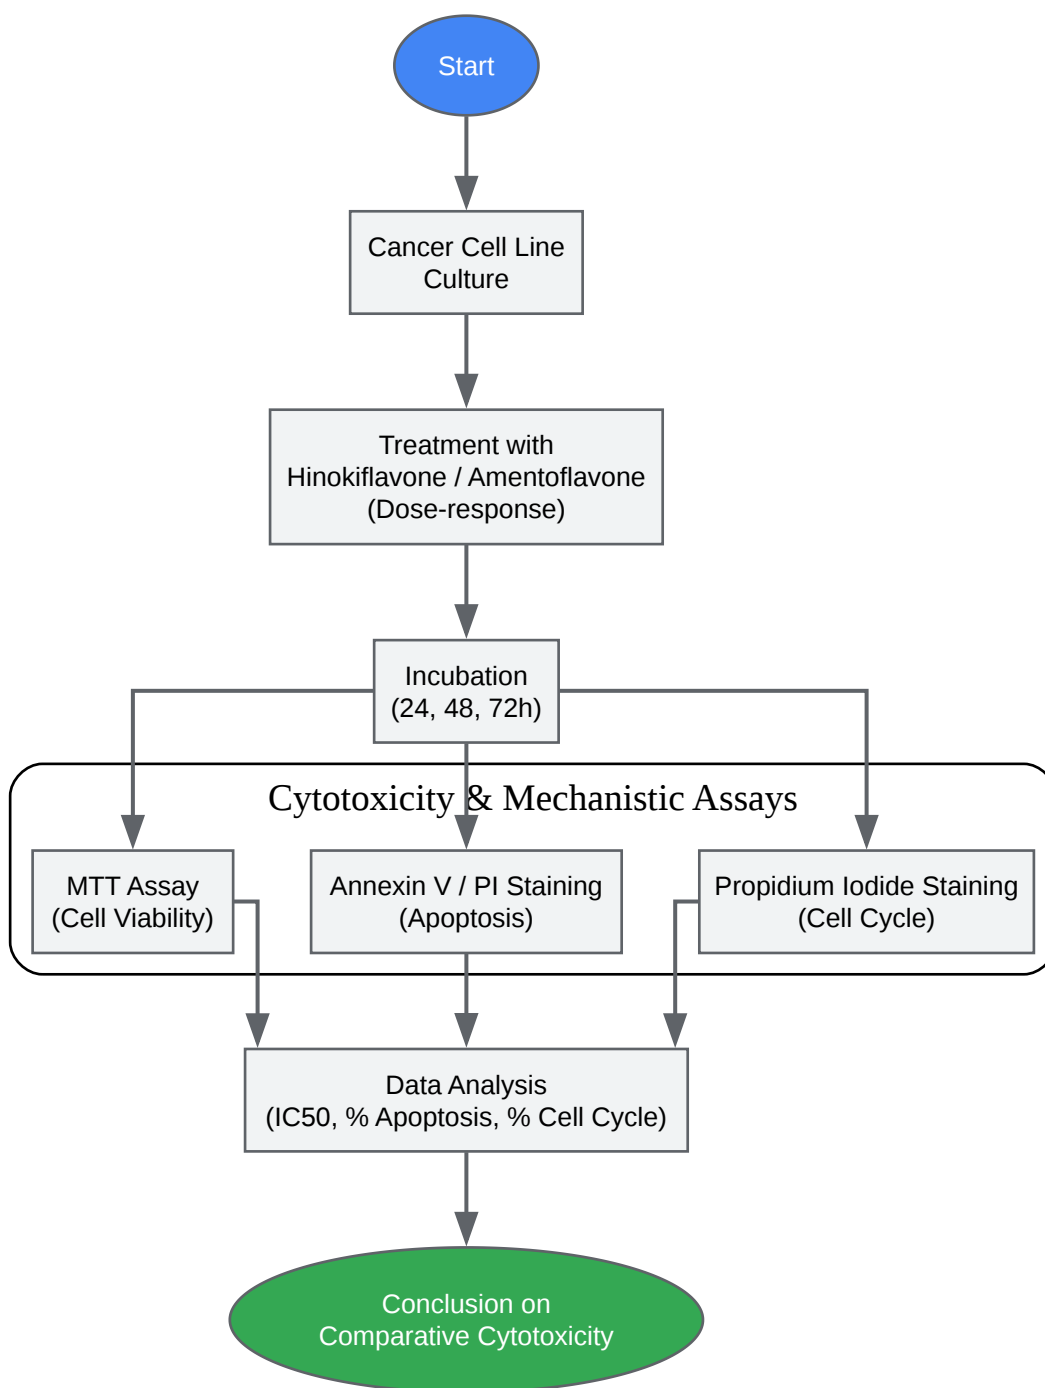 Start
Cancer Cell Line
Culture
Treatment with
Hinokiflavone / Amentoflavone
(Dose-response)
Incubation
(24, 48, 72h)
Cytotoxicity & Mechanistic Assays
MTT Assay
(Cell Viability)
Annexin V / PI Staining
(Apoptosis)
Propidium Iodide Staining
(Cell Cycle)
Data Analysis
(IC50, % Apoptosis, % Cell Cycle)
Conclusion on
Comparative Cytotoxicity